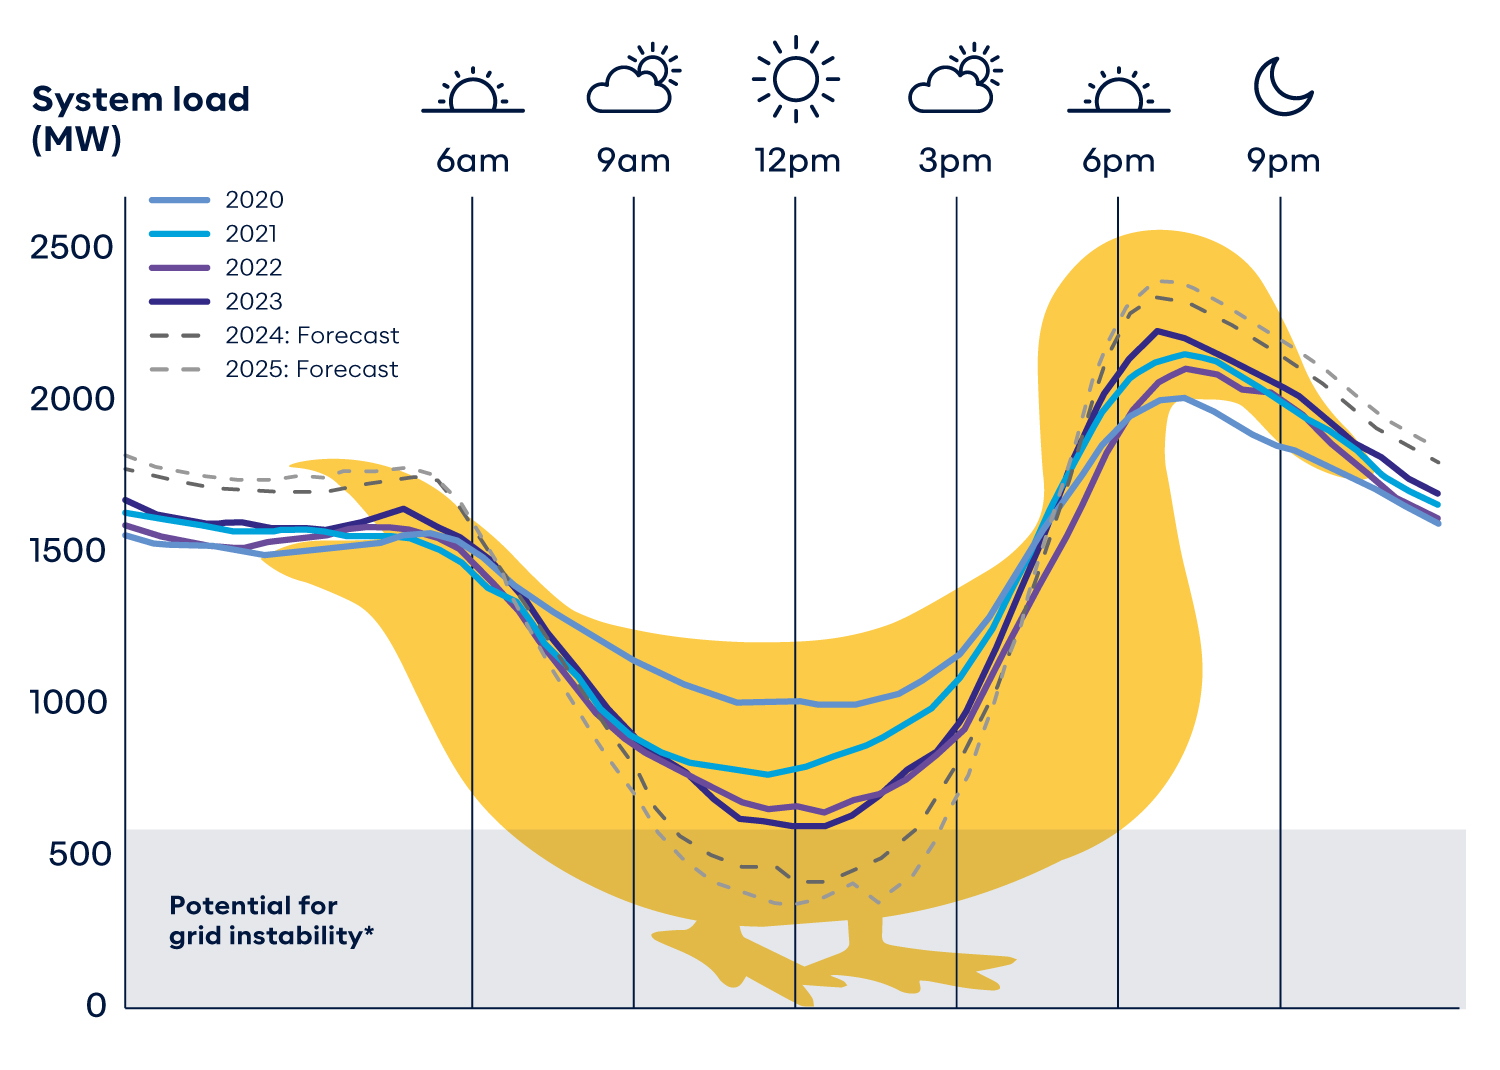 System load
(MW)
6am
9am
12pm
3pm
6pm
9pm
2020
2021
2022
2023
2024: Forecast
2025: Forecast
2500
2000
1500
1000
500
0
Potential for
grid instability*